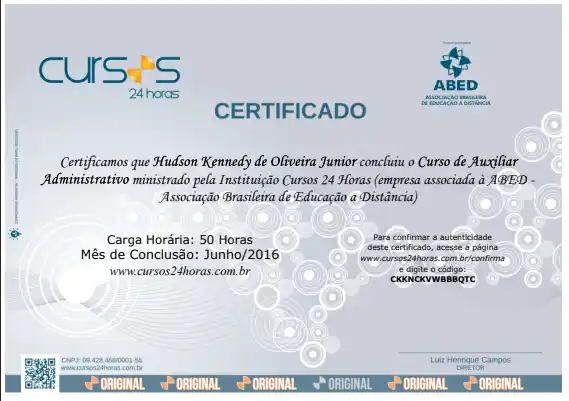 CURSOS
24 horas
ABED
ASSOCIAÇÃO BRASILEIRA
DE EDUCAÇÃO A DISTÂNCIA
CERTIFICADO
Certificamos que Hudson Kennedy de Oliveira Junior concluiu o Curso de Auxiliar
Administrativo ministrado pela Instituição Cursos 24 Horas (empresa associada à ABED -
Associação Brasileira de Educação a Distância)
Carga Horária: 50 Horas
Mês de Conclusão: Junho/2016
www.cursos24horas.com.br
Para confirmar a autenticidade
deste certificado, acesse a página
www.cursos24horas.com.br/confirma
e digite o código:
CKKNCKVWBBBQTC
CNPJ: 09.428.468/0001-56
www.cursos24horas.com.br
Luiz Henrique Campos
DIRETOR
ORIGINAL ORIGINAL ORIGINAL ORIGINAL ORIGINAL ORIGINAL